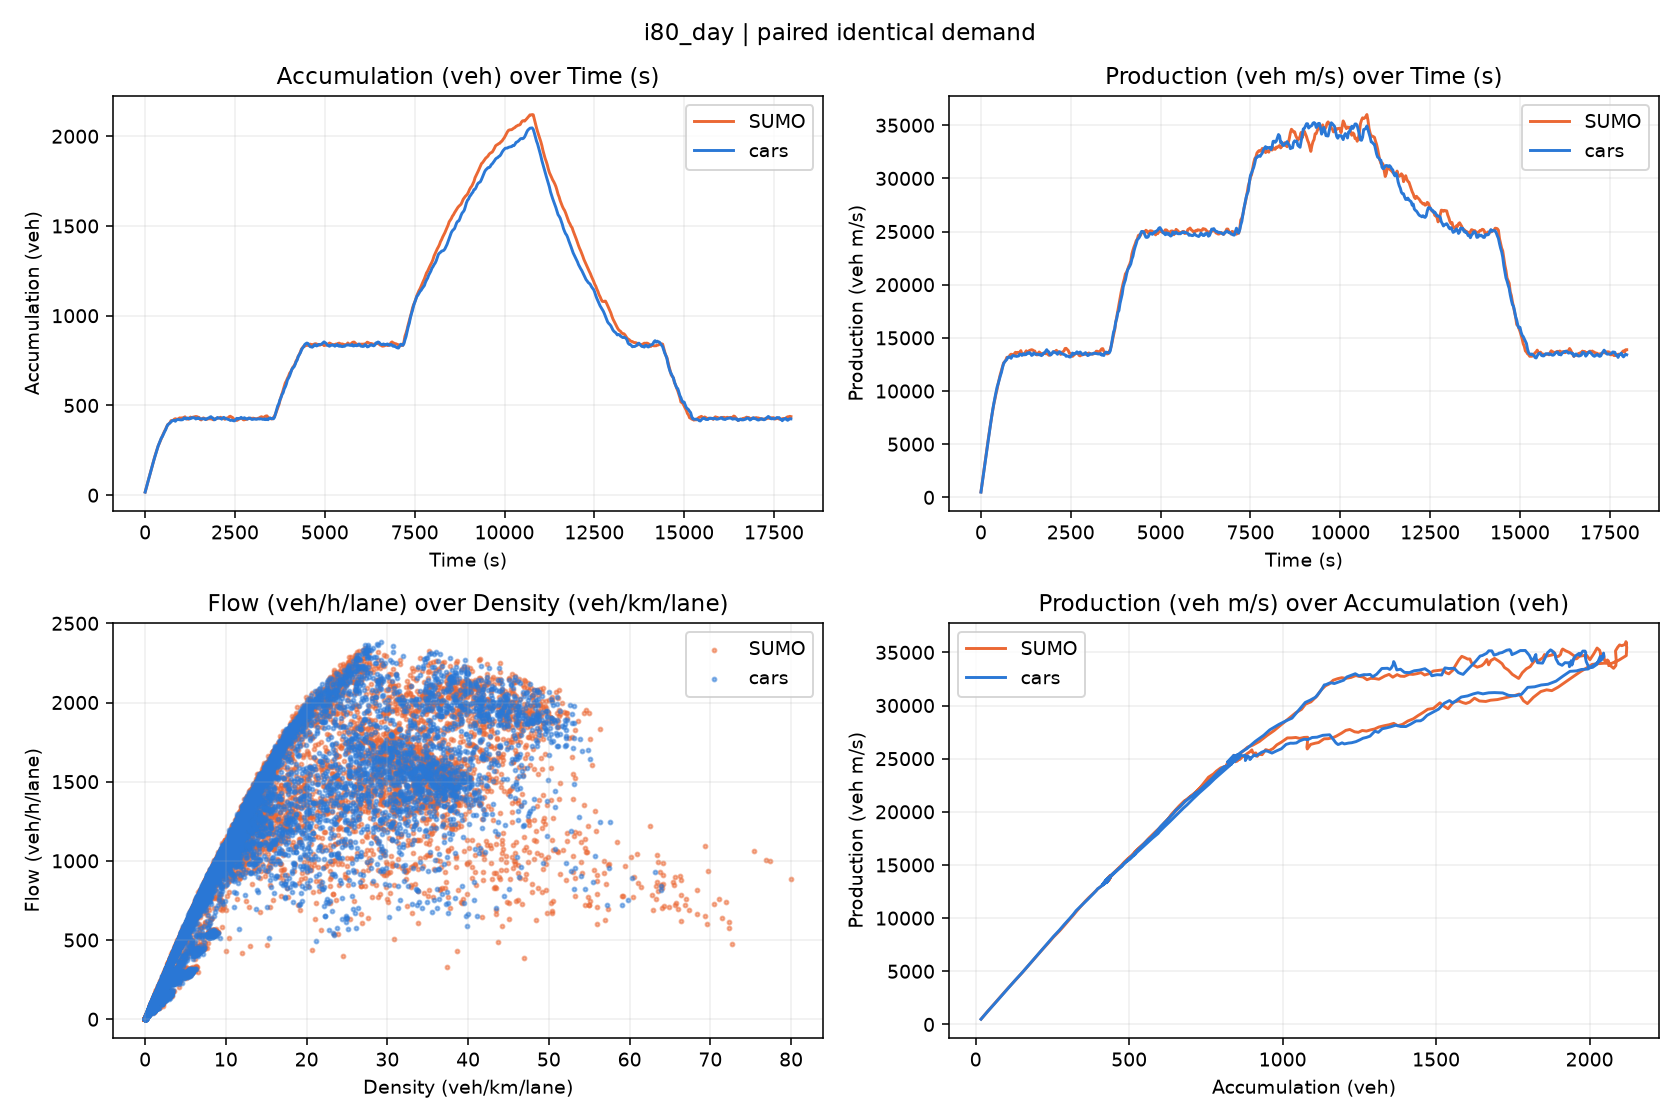 i80_day | paired identical demand
Accumulation (veh) over Time (s)
Accumulation (veh)
2000
1500
1000
500
0
SUMO
cars
0 2500 5000 7500 10000 12500 15000 17500
Time (s)
Production (veh m/s) over Time (s)
Production (veh m/s)
35000
30000
25000
20000
15000
10000
5000
0
SUMO
cars
0 2500 5000 7500 10000 12500 15000 17500
Time (s)
Flow (veh/h/lane) over Density (veh/km/lane)
Flow (veh/h/lane)
2500
2000
1500
1000
500
0
SUMO
cars
0 10 20 30 40 50 60 70 80
Density (veh/km/lane)
Production (veh m/s) over Accumulation (veh)
Production (veh m/s)
35000
30000
25000
20000
15000
10000
5000
0
SUMO
cars
0 500 1000 1500 2000
Accumulation (veh)